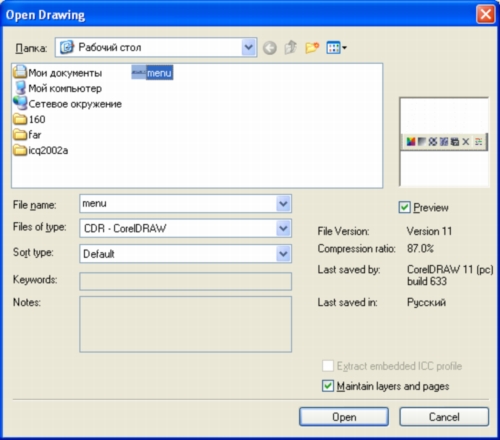 Open Drawing
Папка: Рабочий стол
Мои документы menu
Мой компьютер
Сетевое окружение
160
far
icq2002a
File name: menu
Preview
Files of type: CDR - CorelDRAW
File Version: Version 11
Sort type: Default
Compression ratio: 87.0%
Keywords:
Last saved by: CorelDRAW 11 (pc)
build 633
Notes:
Last saved in: Русский
Extract embedded ICC profile
Maintain layers and pages
Open Cancel